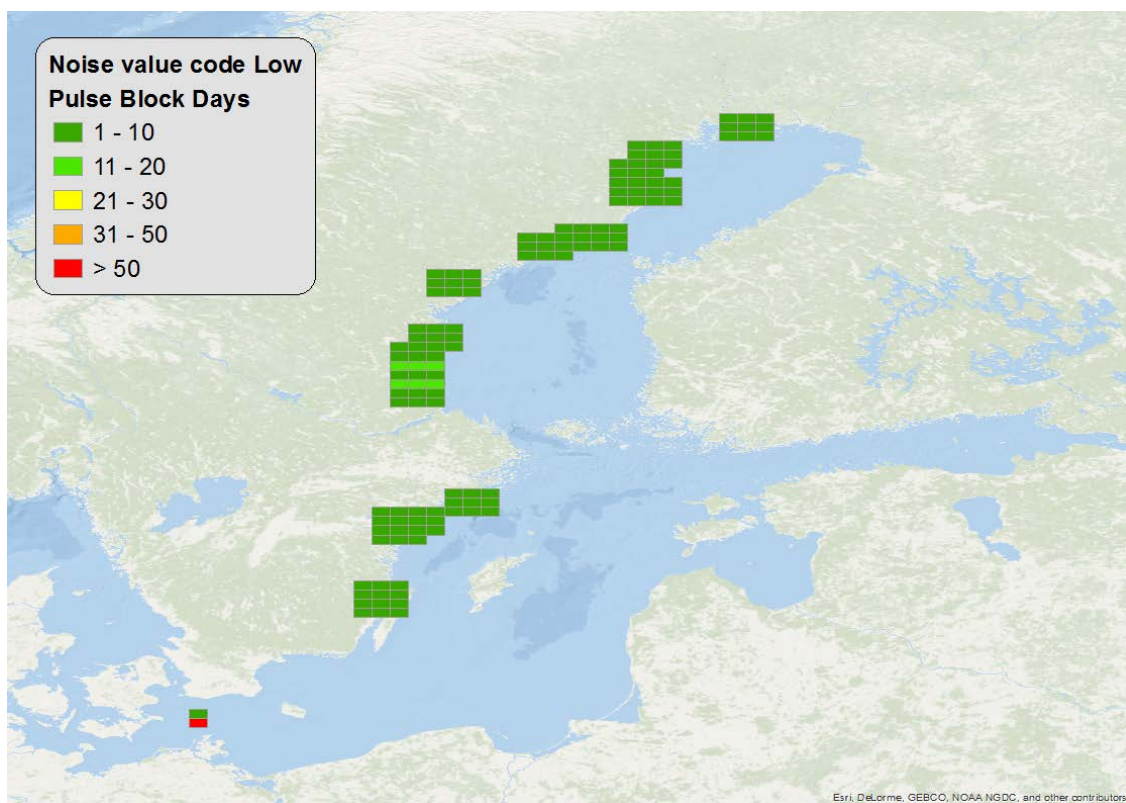 Noise value code Low
Pulse Block Days
1 - 10
11 - 20
21 - 30
31 - 50
> 50
Esri, DeLorme, GEBCO, NOAA NGDC, and other contributors